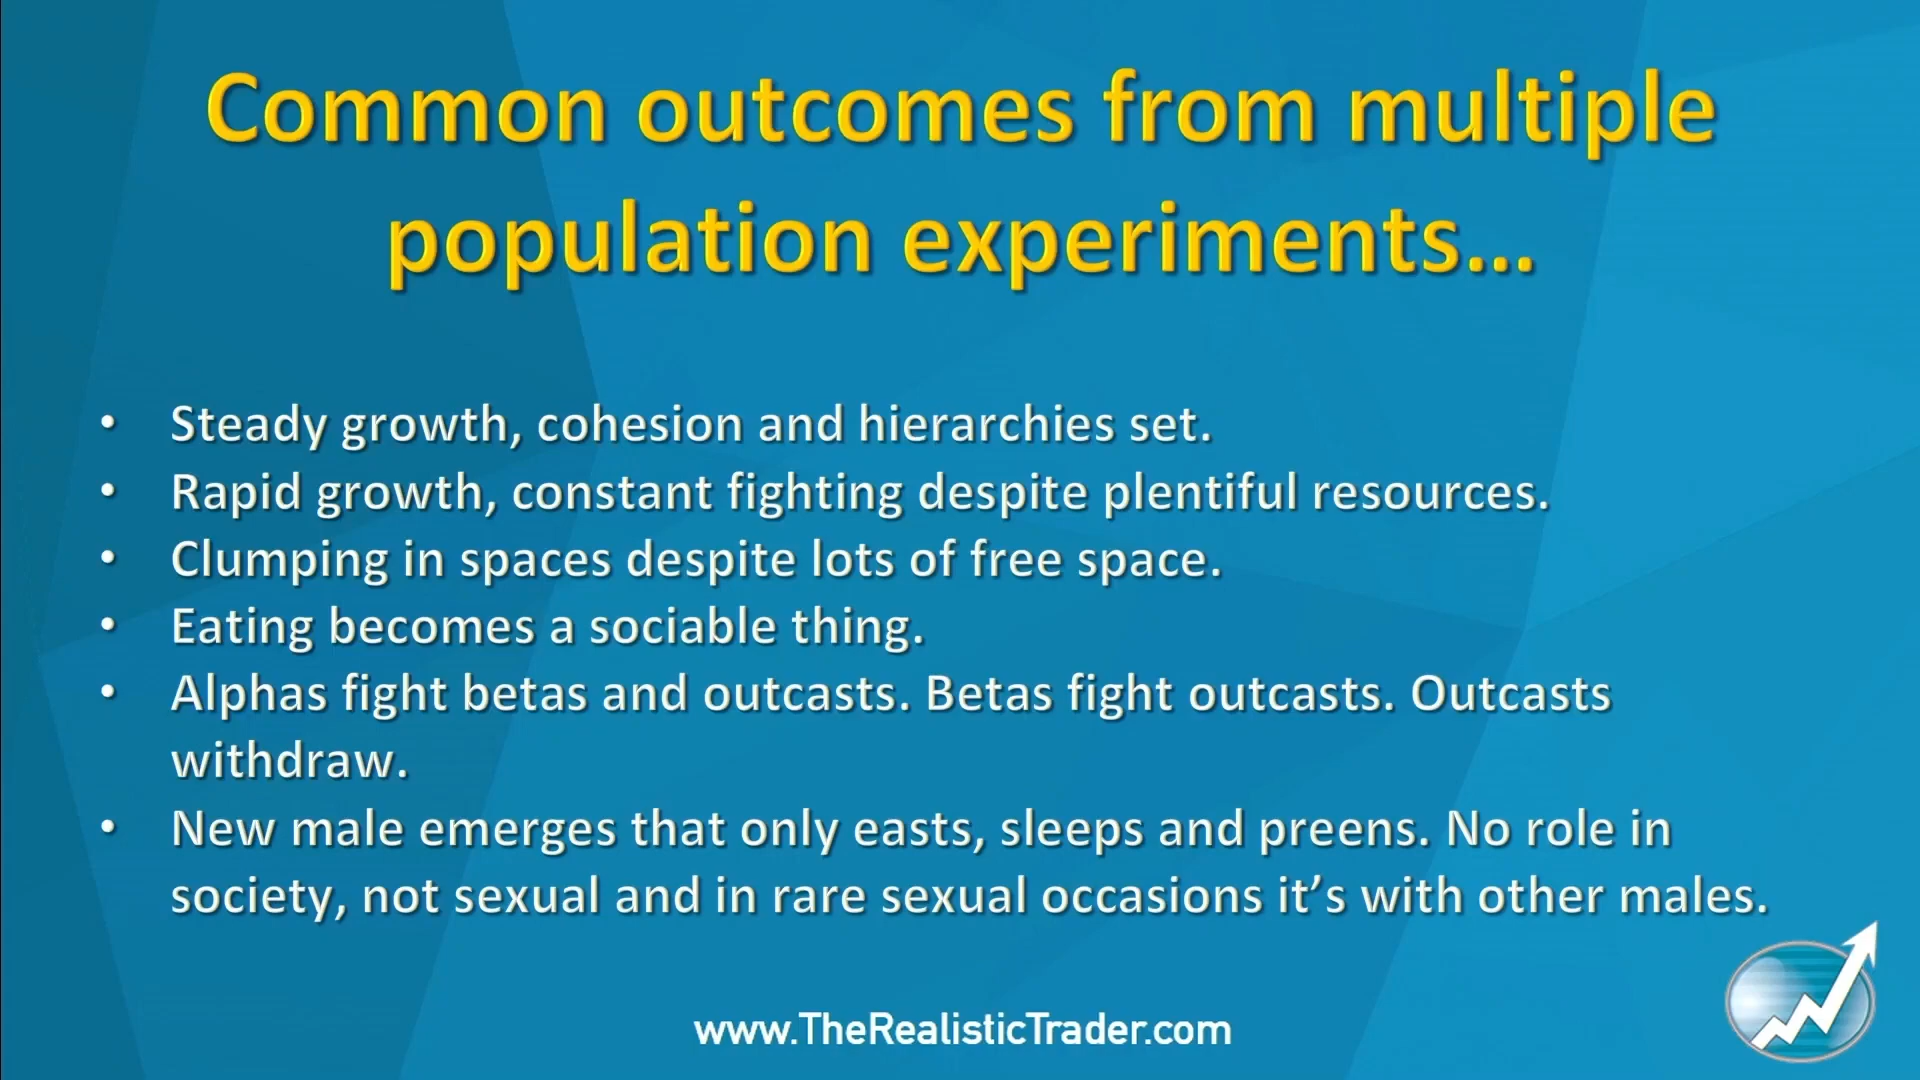 Common outcomes from multiple
population experiments...
• Steady growth, cohesion and hierarchies set.
• Rapid growth, constant fighting despite plentiful resources.
• Clumping in spaces despite lots of free space.
• Eating becomes a sociable thing.
• Alphas fight betas and outcasts. Betas fight outcasts. Outcasts
withdraw.
• New male emerges that only easts, sleeps and preens. No role in
society, not sexual and in rare sexual occasions it’s with other males.
www.TheRealisticTrader.com